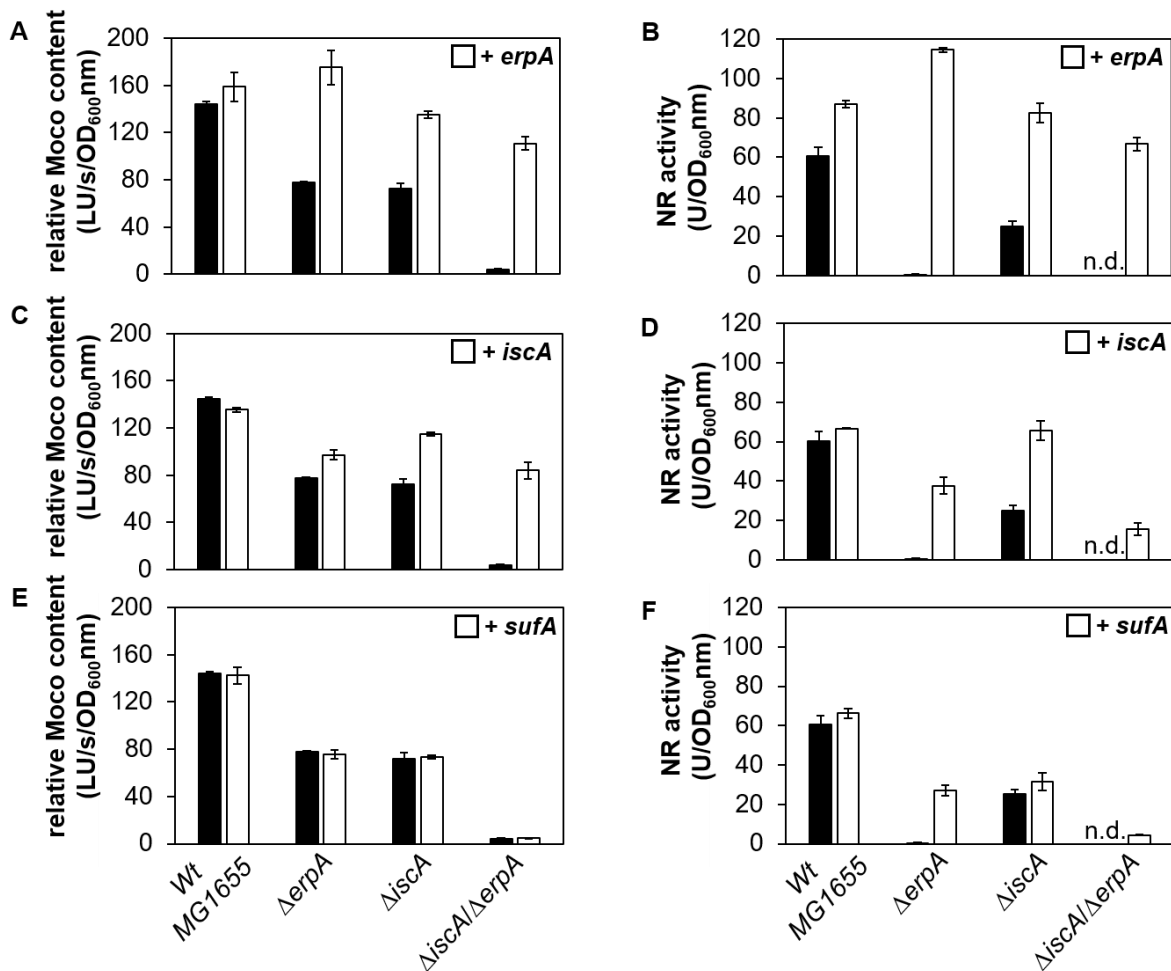 A
relative Moco content
(LU/s/OD600nm)
200
160
120
80
40
0
+ erpA
B
NR activity
(U/OD600nm)
120
100
80
60
40
20
0
+ erpA
n.d.
C
relative Moco content
(LU/s/OD600nm)
200
160
120
80
40
0
+ iscA
D
NR activity
(U/OD600nm)
120
100
80
60
40
20
0
+ iscA
n.d.
E
relative Moco content
(LU/s/OD600nm)
200
160
120
80
40
0
+ sufA
Wt
MG1655
ΔerpA
ΔiscA
ΔiscA/ΔerpA
F
NR activity
(U/OD600nm)
120
100
80
60
40
20
0
+ sufA
n.d.
Wt
MG1655
ΔerpA
ΔiscA
ΔiscA/ΔerpA